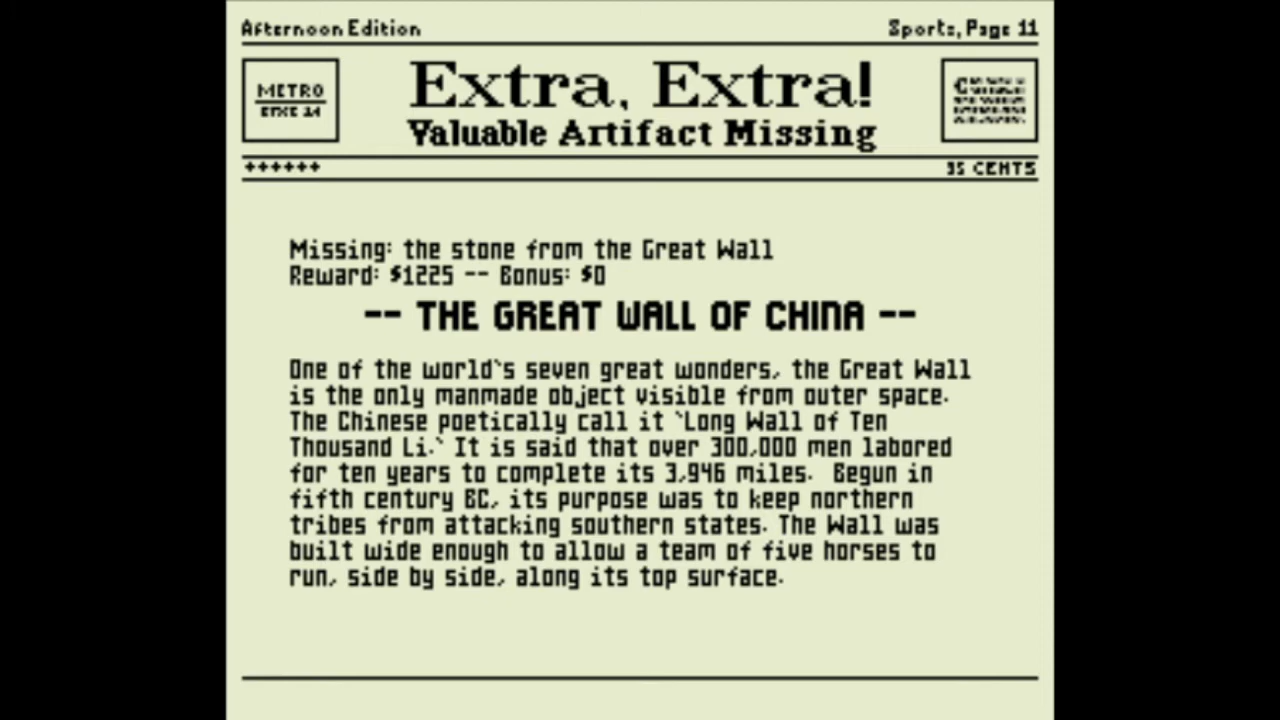 Afternoon Edition
Sports, Page 11
METRO
Extra, Extra!
Valuable Artifact Missing
++++++
35 CENTS
Missing: the stone from the Great Wall
Reward: $1225 -- Bonus: $0
-- THE GREAT WALL OF CHINA --
One of the world`s seven great wonders, the Great Wall
is the only manmade object visible from outer space.
The Chinese poetically call it `Long Wall of Ten
Thousand Li.` It is said that over 300,000 men labored
for ten years to complete its 3,946 miles.  Begun in
fifth century BC, its purpose was to keep northern
tribes from attacking southern states. The Wall was
built wide enough to allow a team of five horses to
run, side by side, along its top surface.